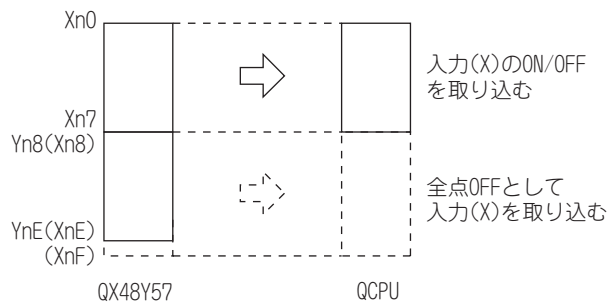 Xn0
入力(X)のON/OFF
を取り込む
Xn7
Yn8(Xn8)
全点OFFとして
入力(X)を取り込む
YnE(XnE)
(XnF)
QX48Y57
QCPU